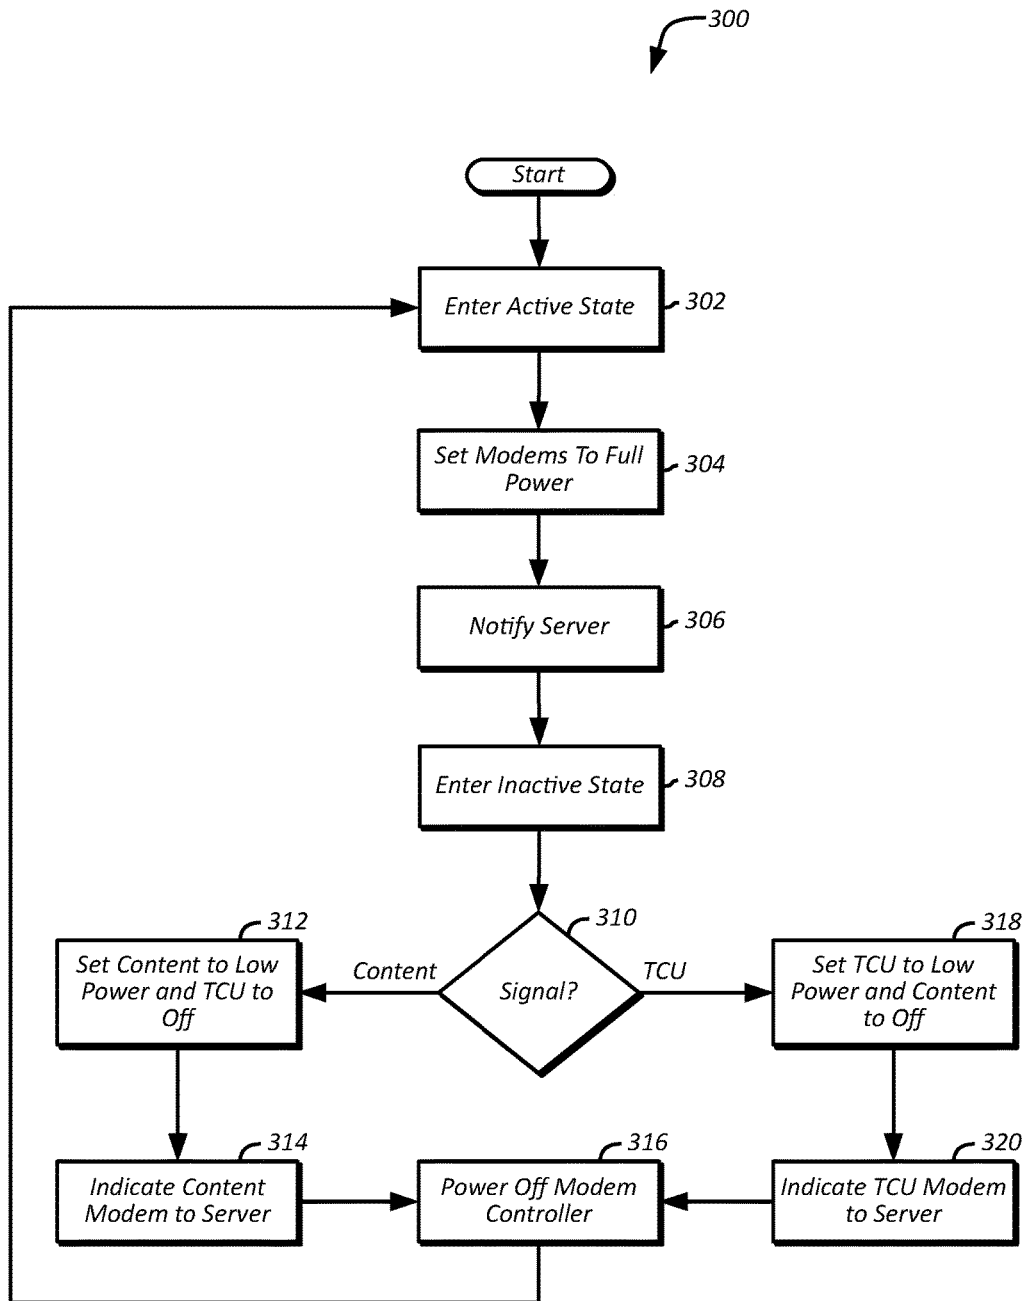 300
Start
Enter Active State
302
Set Modems To Full
Power
304
Notify Server
306
Enter Inactive State
308
310
Signal?
Content
TCU
312
Set Content to Low
Power and TCU to
Off
318
Set TCU to Low
Power and Content
to Off
314
Indicate Content
Modem to Server
316
Power Off Modem
Controller
320
Indicate TCU Modem
to Server